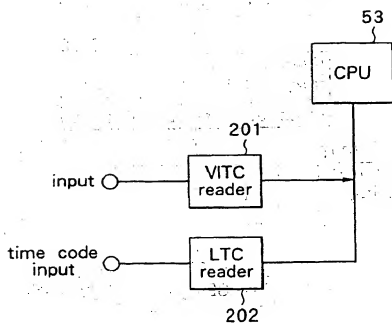 53
CPU
201
input
VITC
reader
time code
input
LTC
reader
202